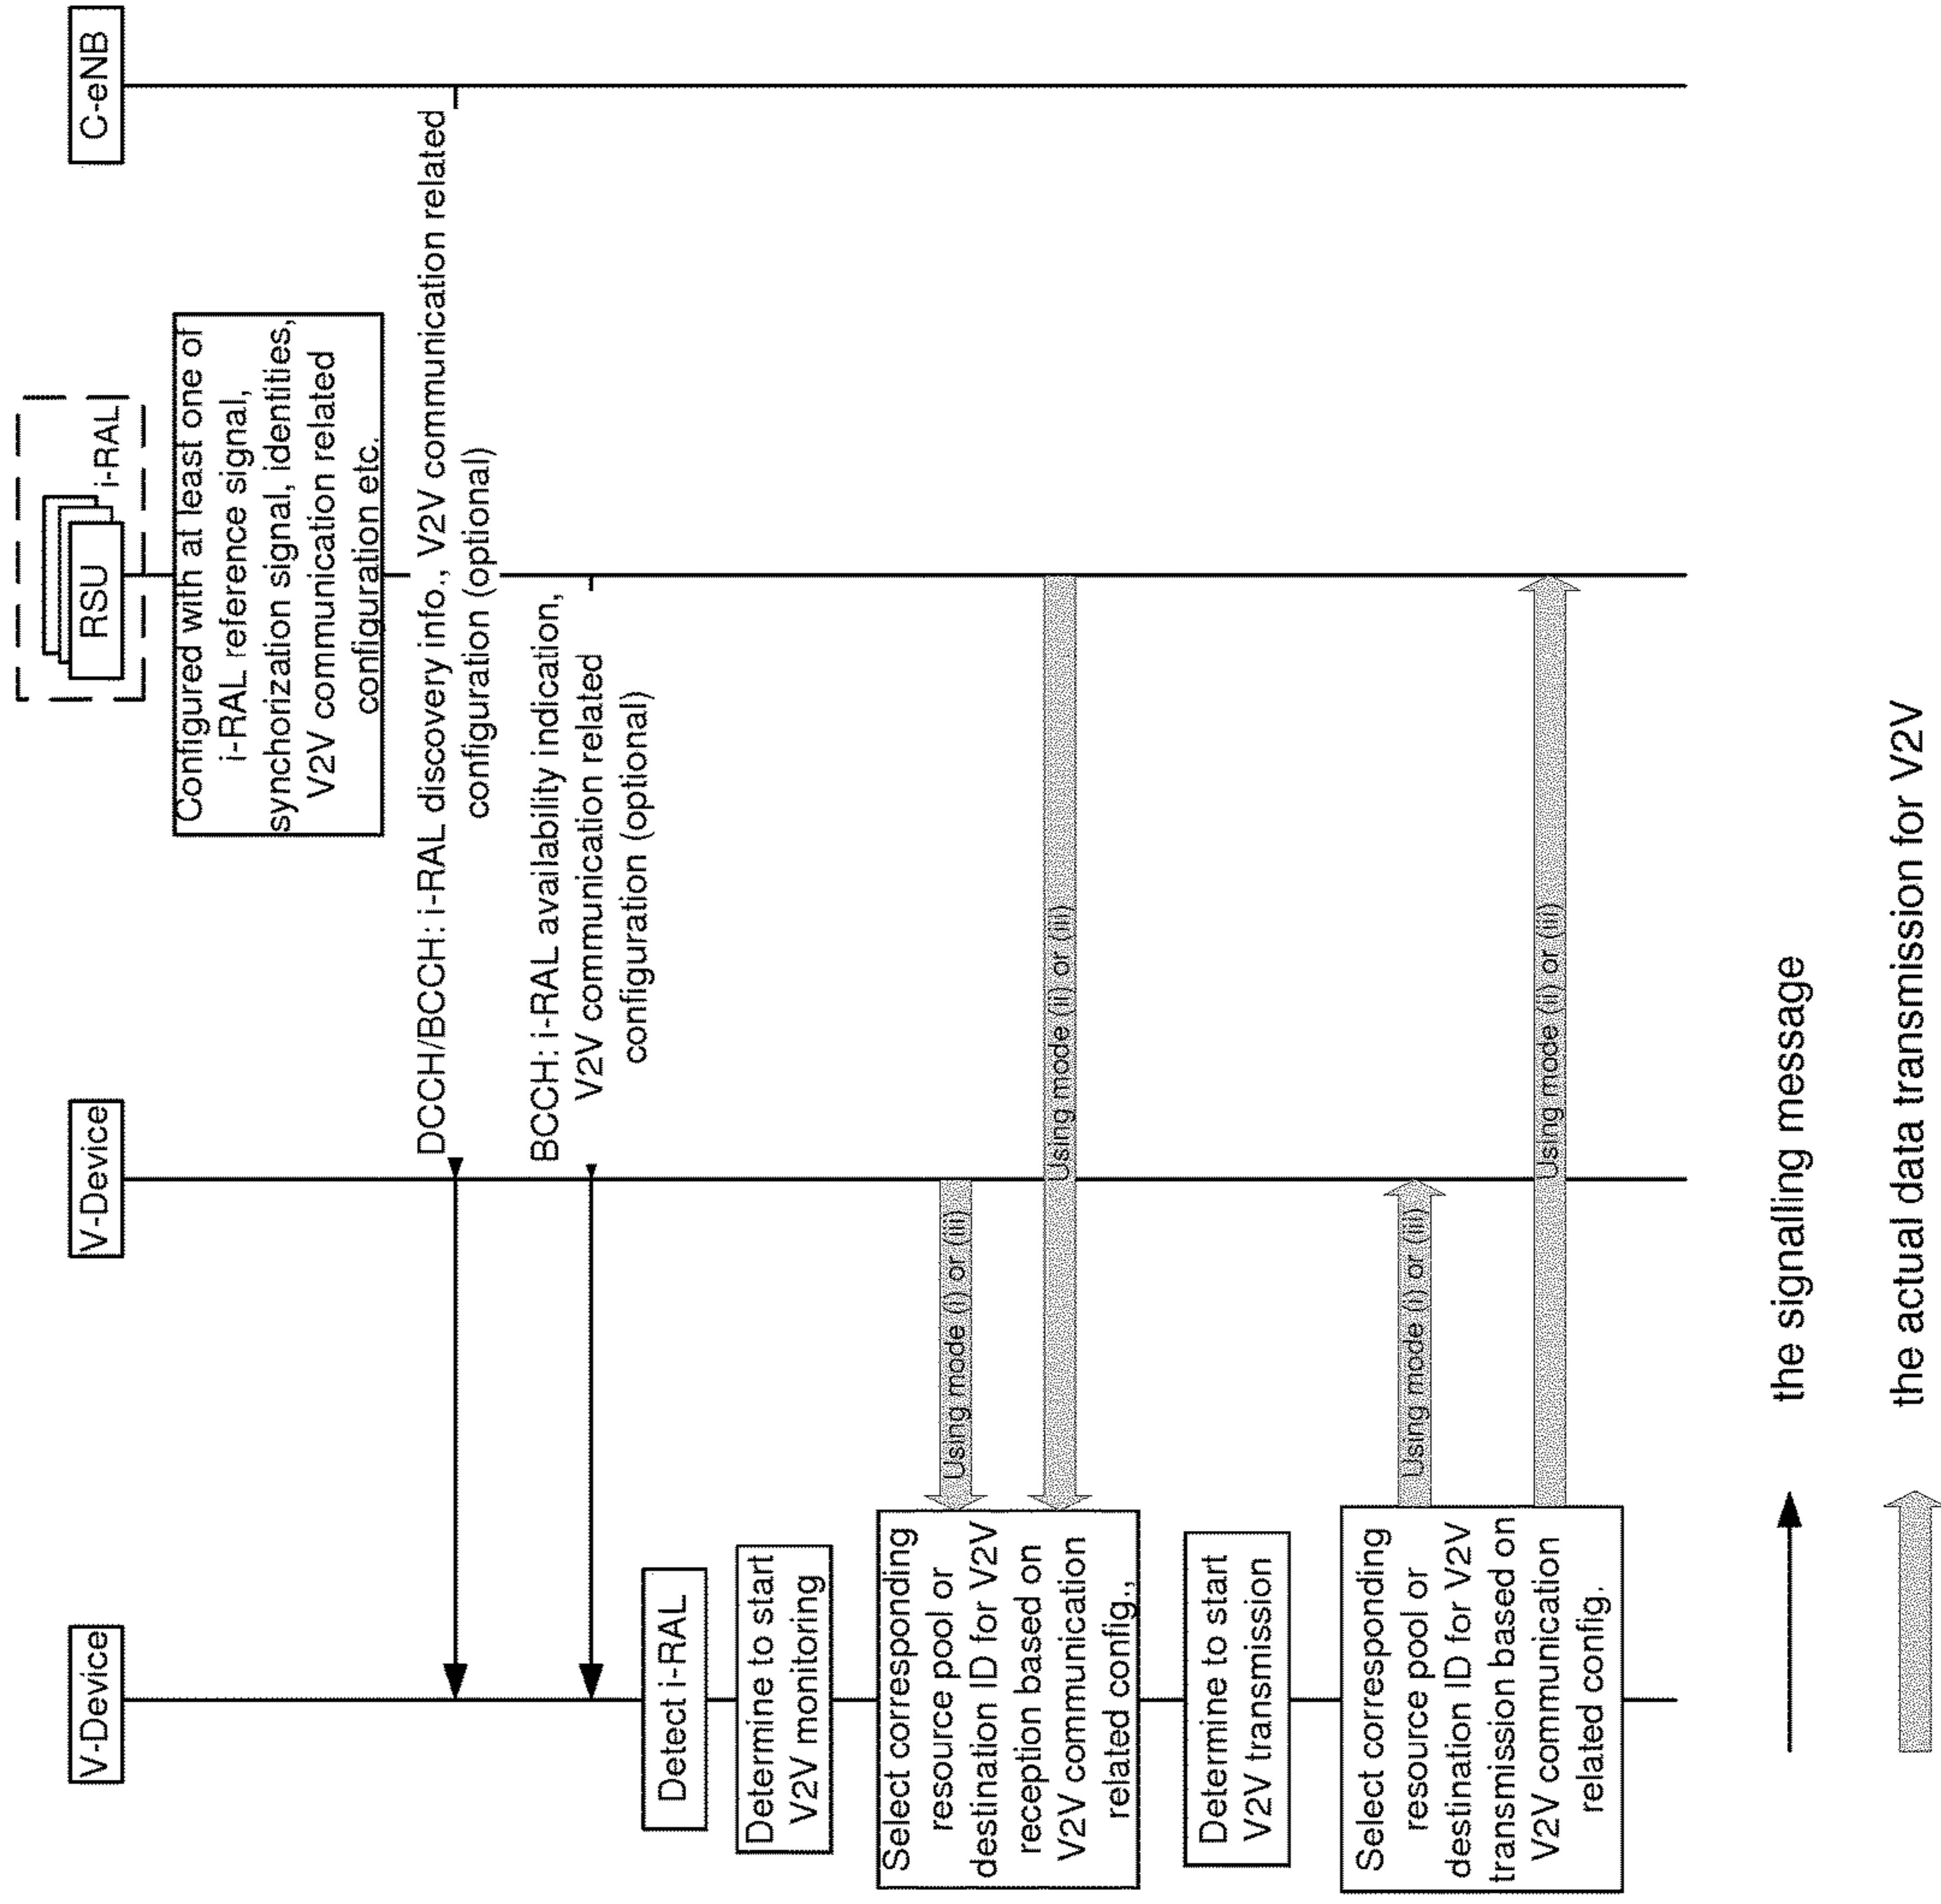 V-Device
V-Device
RSU
i-RAL
C-eNB
Configured with at least one of
i-RAL reference signal,
synchorization signal, identities,
V2V communication related
configuration etc.
DCCH/BCCH: i-RAL discovery info., V2V communication related
configuration (optional)
BCCH: i-RAL availability indication,
V2V communication related
configuration (optional)
Detect i-RAL
Determine to start
V2V monitoring
Select corresponding
resource pool or
destination ID for V2V
reception based on
V2V communication
related config.,
Using mode (i) or (iii)
Using mode (ii) or (iii)
Determine to start
V2V transmission
Select corresponding
resource pool or
destination ID for V2V
transmission based on
V2V communication
related config.
Using mode (i) or (iii)
Using mode (ii) or (iii)
the signalling message
the actual data transmission for V2V